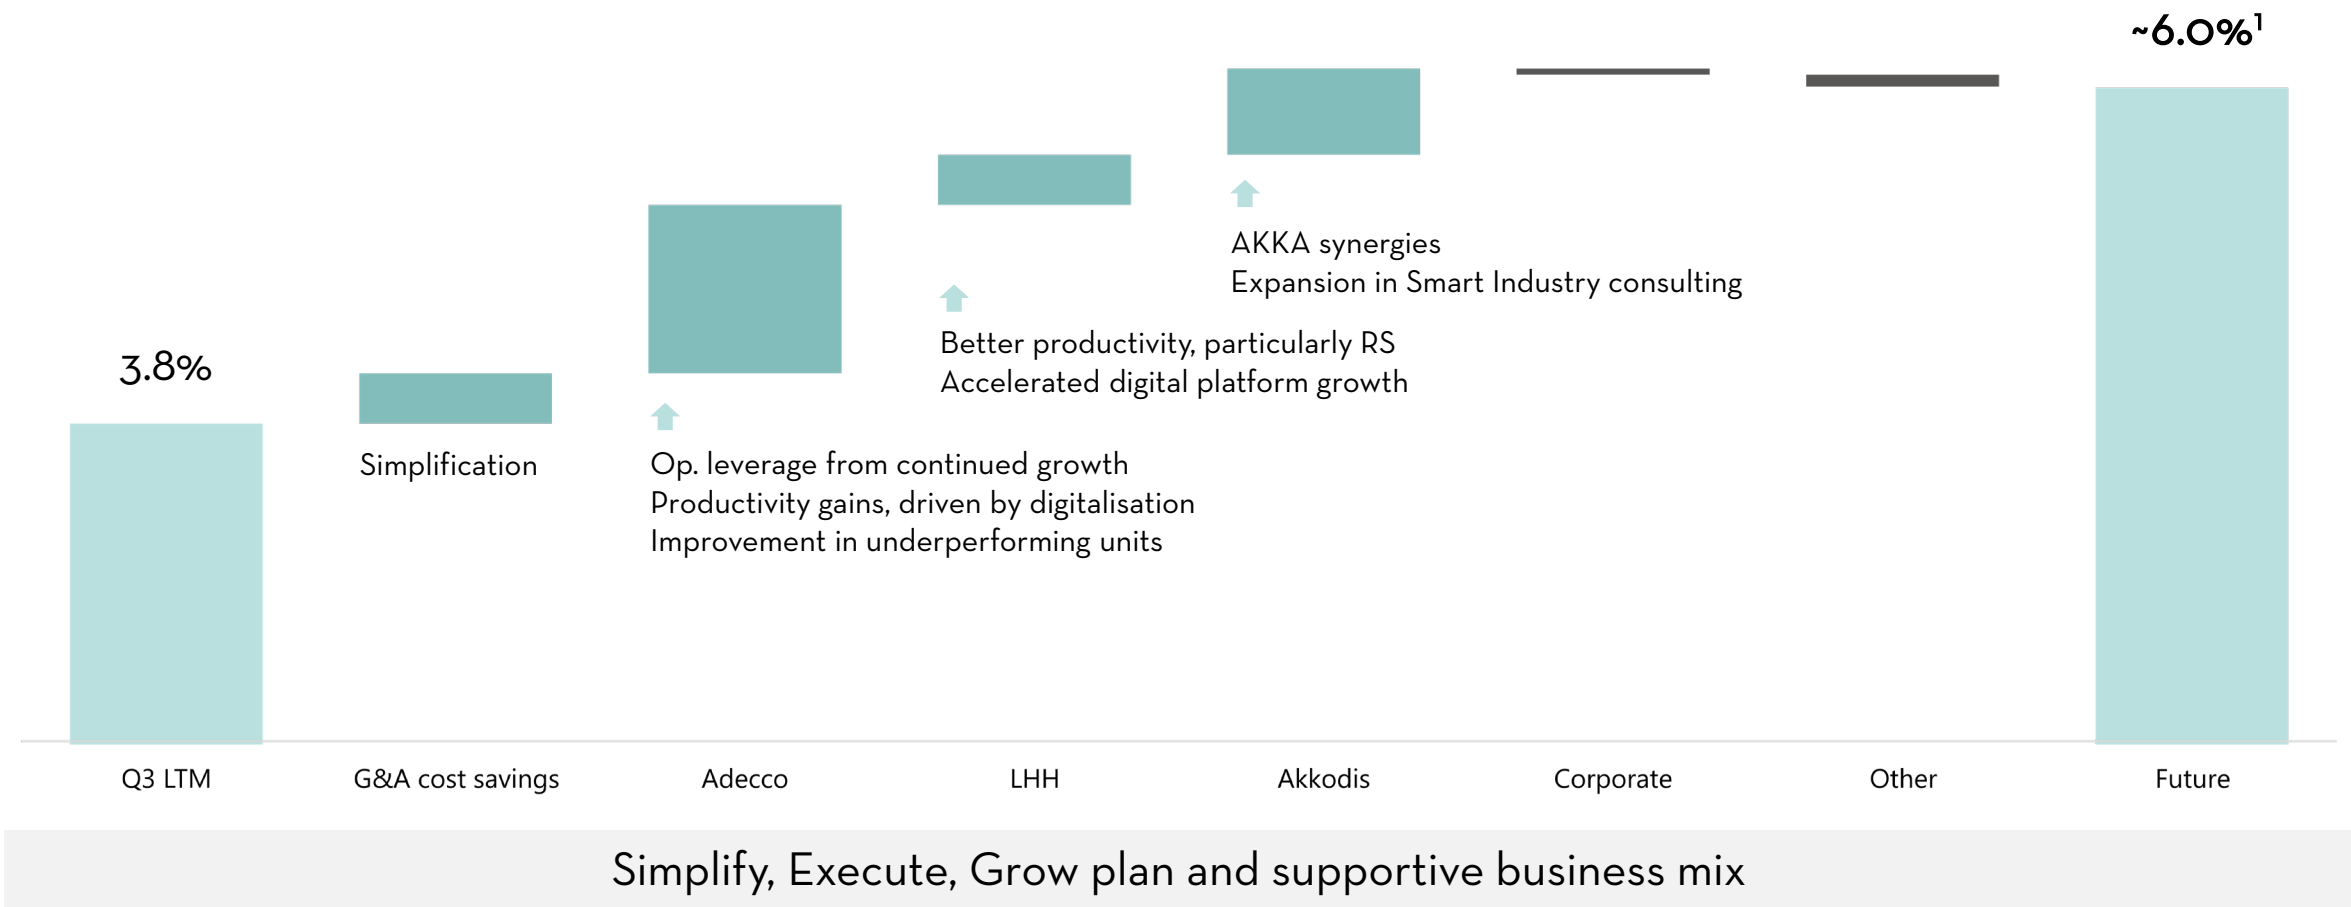 ~6.0%¹
3.8%
Simplification
Op. leverage from continued growth
Productivity gains, driven by digitalisation
Improvement in underperforming units
Better productivity, particularly RS
Accelerated digital platform growth
AKKA synergies
Expansion in Smart Industry consulting
Q3 LTM
G&A cost savings
Adecco
LHH
Akkodis
Corporate
Other
Future
Simplify, Execute, Grow plan and supportive business mix